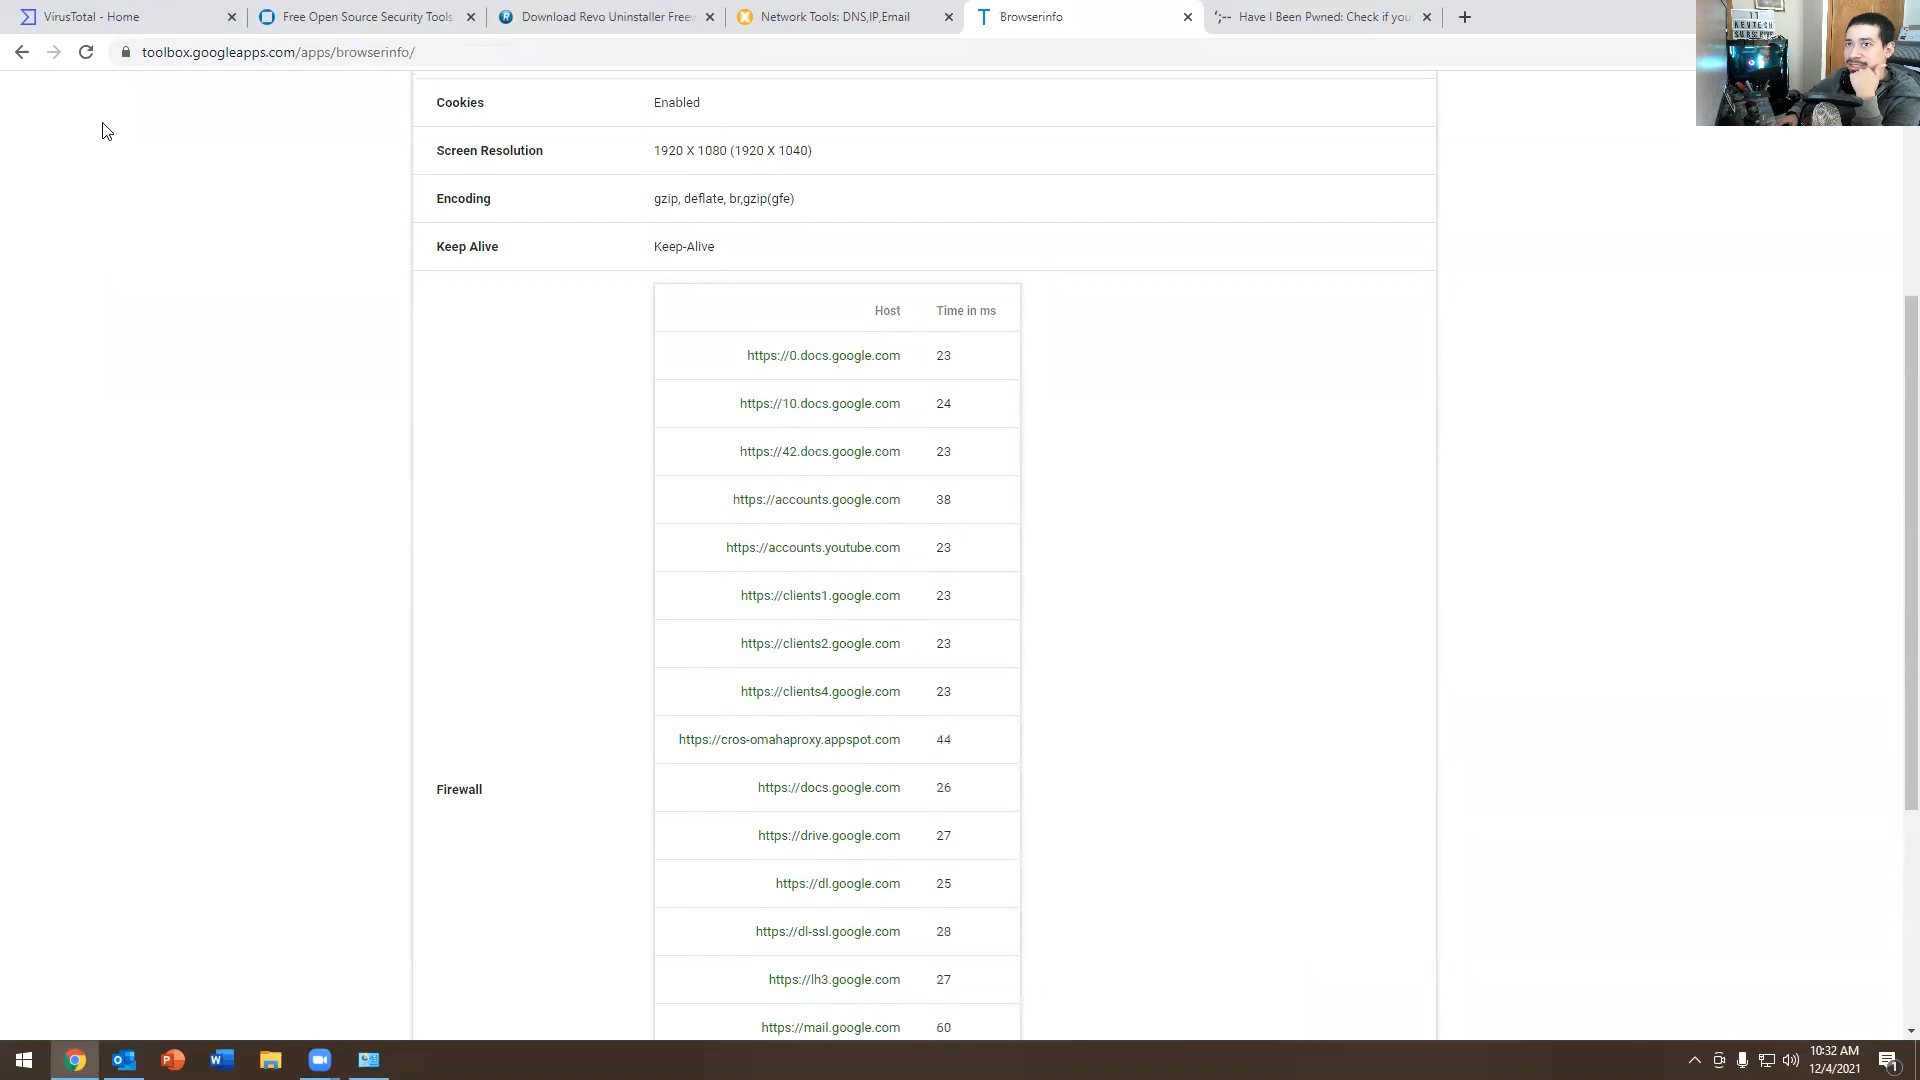 VirusTotal - Home
Free Open Source Security Tools
Download Revo Uninstaller Freew
Network Tools: DNS,IP,Email
Browserinfo
Have I Been Pwned: Check if you
toolbox.googleapps.com/apps/browserinfo/
KEVTECH
Cookies Enabled
Screen Resolution 1920 X 1080 (1920 X 1040)
Encoding gzip, deflate, br,gzip(gfe)
Keep Alive Keep-Alive
Firewall
Host Time in ms
https://0.docs.google.com 23
https://10.docs.google.com 24
https://42.docs.google.com 23
https://accounts.google.com 38
https://accounts.youtube.com 23
https://clients1.google.com 23
https://clients2.google.com 23
https://clients4.google.com 23
https://cros-omahaproxy.appspot.com 44
https://docs.google.com 26
https://drive.google.com 27
https://dl.google.com 25
https://dl-ssl.google.com 28
https://lh3.google.com 27
https://mail.google.com 60
10:32 AM
12/4/2021
1